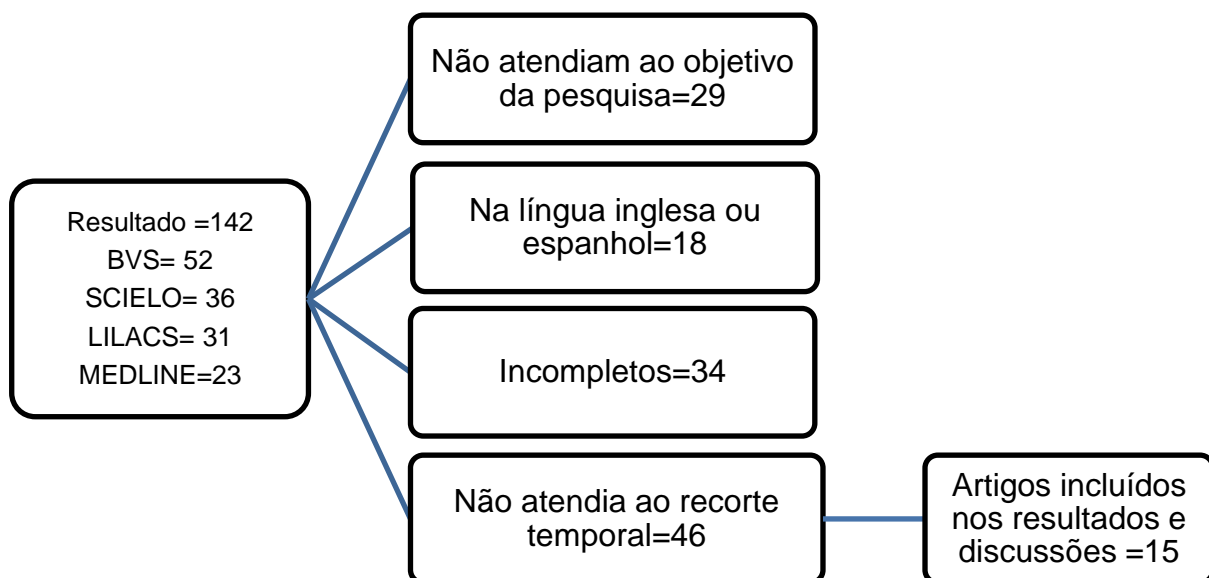 Resultado =142
BVS= 52
SCIELO= 36
LILACS= 31
MEDLINE=23
Não atendiam ao objetivo
da pesquisa=29
Na língua inglesa ou
espanhol=18
Incompletos=34
Não atendia ao recorte
temporal=46
Artigos incluídos
nos resultados e
discussões =15